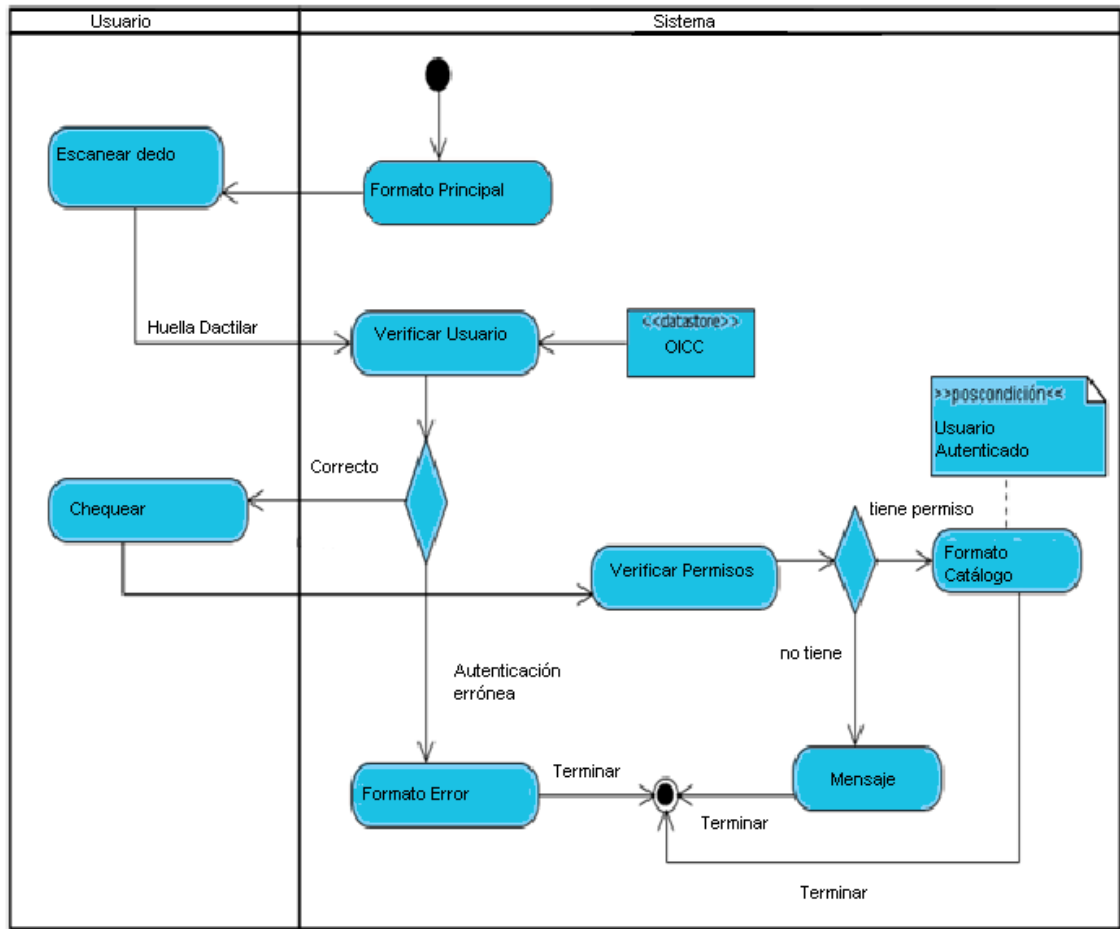 Usuario
Sistema
Escanear dedo
Formato Principal
Huella Dactilar
Verificar Usuario
<<datastore>>
OICC
>>poscondición<<
Usuario
Autenticado
Correcto
tiene permiso
Chequear
Verificar Permisos
Formato
Catálogo
no tiene
Autenticación
errónea
Terminar
Formato Error
Mensaje
Terminar
Terminar